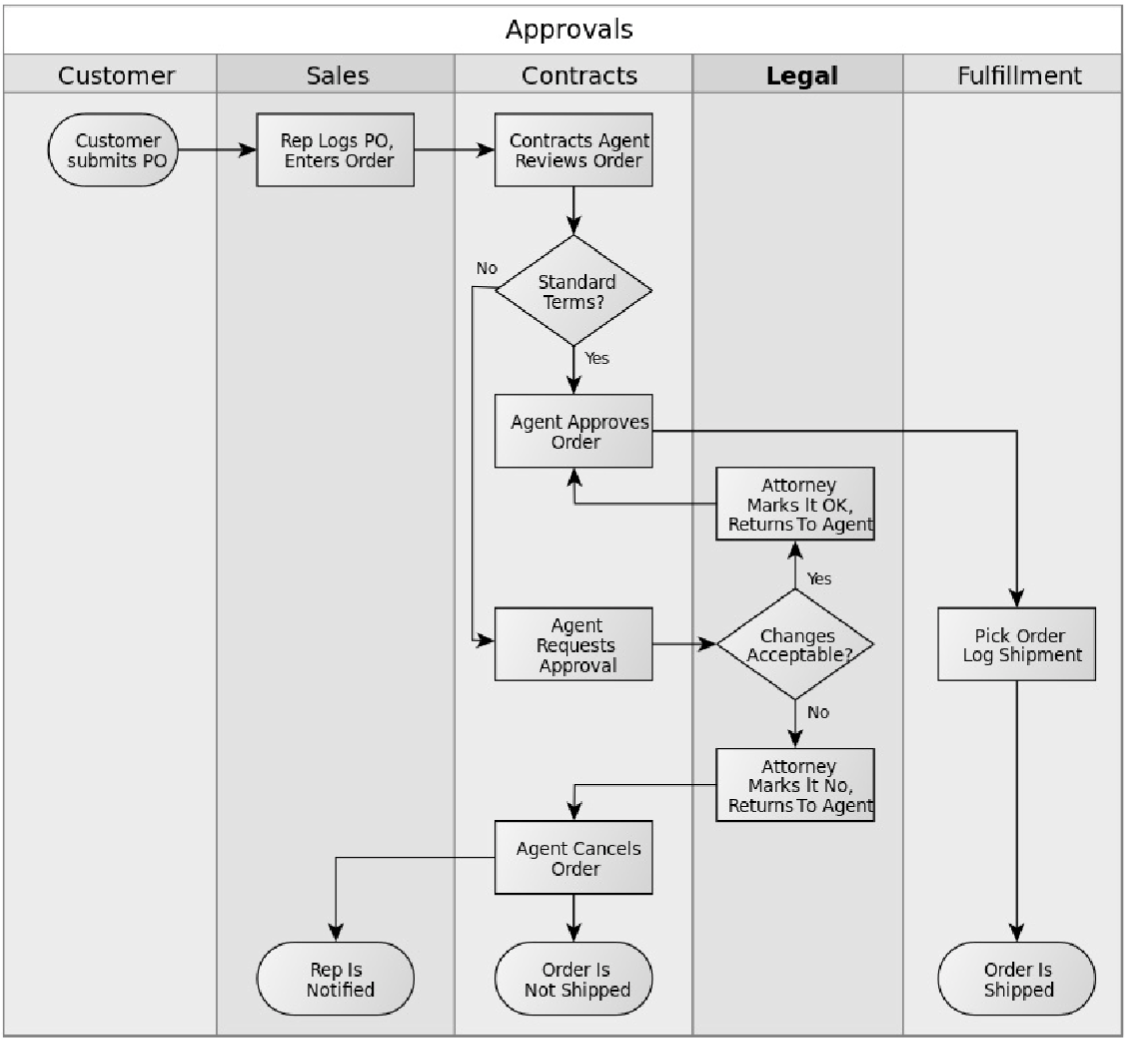 Approvals
Customer
Sales
Contracts
Legal
Fulfillment
Customer
submits PO
Rep Logs PO,
Enters Order
Contracts Agent
Reviews Order
No
Standard
Terms?
Yes
Agent Approves
Order
Attorney
Marks It OK,
Returns To Agent
Yes
Agent
Requests
Approval
Changes
Acceptable?
Pick Order
Log Shipment
No
Attorney
Marks It No,
Returns To Agent
Agent Cancels
Order
Rep Is
Notified
Order Is
Not Shipped
Order Is
Shipped